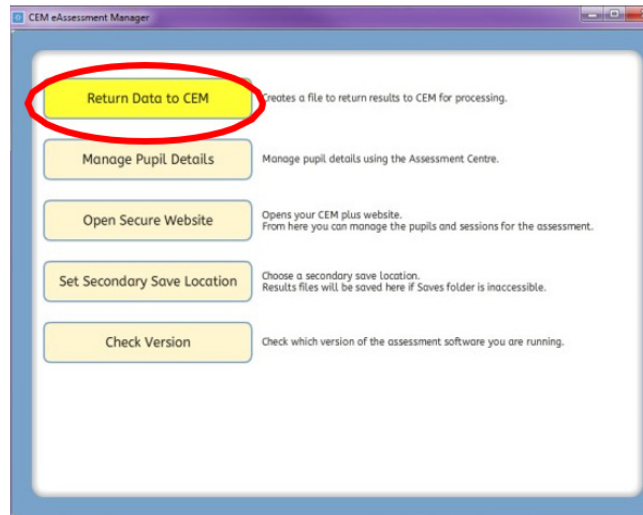 CEM eAssessment Manager
Return Data to CEM
Creates a file to return results to CEM for processing.
Manage Pupil Details
Manage pupil details using the Assessment Centre.
Open Secure Website
Opens your CEM plus website.
From here you can manage the pupils and sessions for the assessment.
Set Secondary Save Location
Choose a secondary save location.
Results files will be saved here if Saves folder is inaccessible.
Check Version
Check which version of the assessment software you are running.